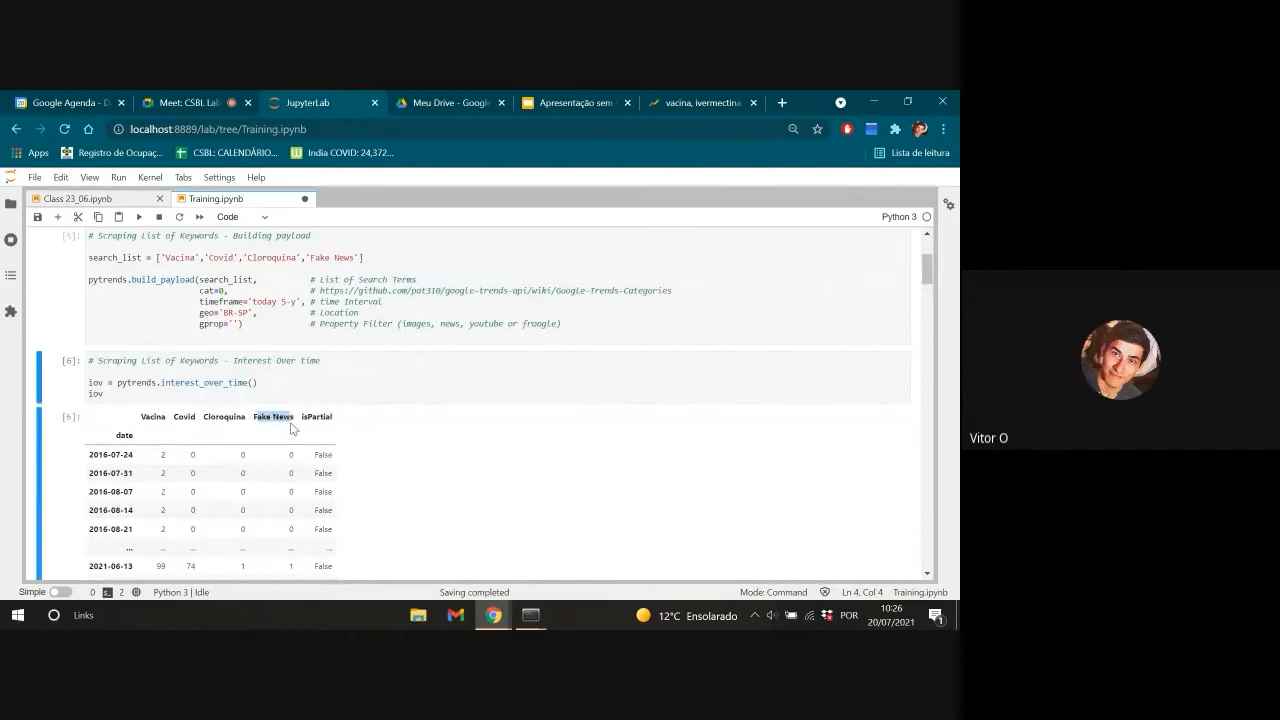 Google Agenda - D
Meet: CSBL Lab
JupyterLab
Meu Drive - Google
Apresentação sem
vacina, ivermectina
localhost:8889/lab/tree/Training.ipynb
Apps
Registro de Ocupaç...
CSBL: CALENDÁRIO...
India COVID: 24,372...
Lista de leitura
File Edit View Run Kernel Tabs Settings Help
Class 23_06.ipynb
Training.ipynb
Code
Python 3
[5]:
# Scraping List of Keywords - Building payload
search_list = ['Vacina','Covid','Cloroquina','Fake News']
pytrends.build_payload(search_list, # List of Search Terms
cat=0, # https://github.com/pat310/google-trends-api/wiki/Google-Trends-Categories
timeframe='today 5-y', # time Interval
geo='BR-SP', # Location
gprop='') # Property Filter (images, news, youtube or froogle)
[6]:
# Scraping List of Keywords - Interest Over time
iov = pytrends.interest_over_time()
iov
[6]:
Vacina Covid Cloroquina Fake News isPartial
date
2016-07-24 2 0 0 0 False
2016-07-31 2 0 0 0 False
2016-08-07 2 0 0 0 False
2016-08-14 2 0 0 0 False
2016-08-21 2 0 0 0 False
... ... ... ... ... ...
2021-06-13 99 74 1 1 False
Simple 0 2 Python 3 | Idle Saving completed Mode: Command Ln 4, Col 4 Training.ipynb
Links
12°C Ensolarado
POR
10:26
20/07/2021
1
Vitor O